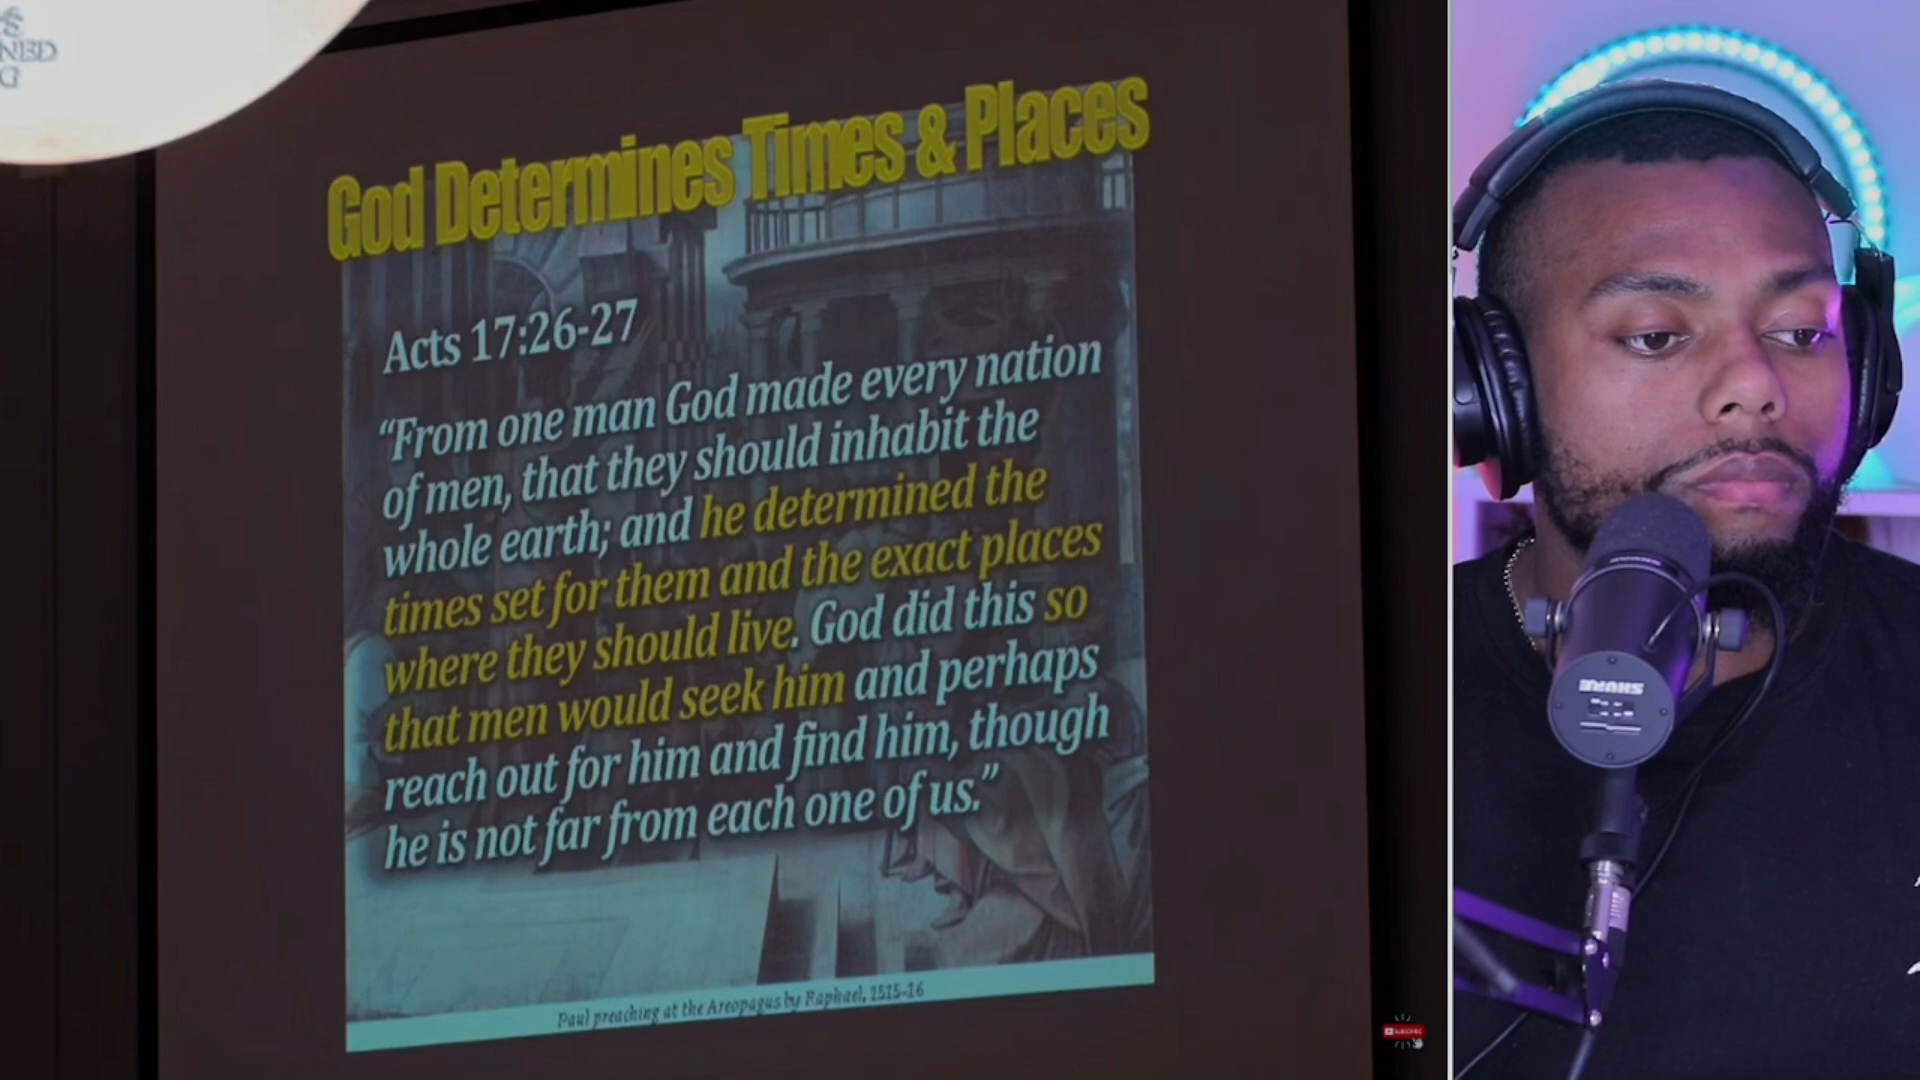 NED
G
God Determines Times & Places
Acts 17:26-27
“From one man God made every nation
of men, that they should inhabit the
whole earth; and he determined the
times set for them and the exact places
where they should live. God did this so
that men would seek him and perhaps
reach out for him and find him, though
he is not far from each one of us.”
Paul preaching at the Areopagus by Raphael, 1515-16
SUBSCRIBE
SHURE